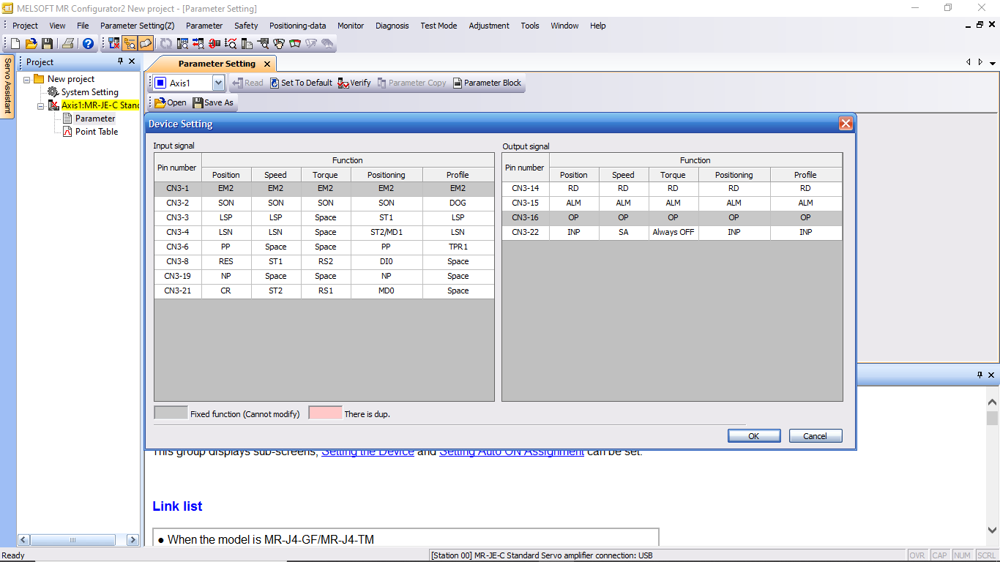 MELSOFT MR Configurator2 New project - [Parameter Setting]
Project View File Parameter Setting(Z) Parameter Safety Positioning-data Monitor Diagnosis Test Mode Adjustment Tools Window Help
Servo Assistant
Project
New project
System Setting
Axis1:MR-JE-C Stand
Parameter
Point Table
Parameter Setting
Axis1 Read Set To Default Verify Parameter Copy Parameter Block
Open Save As
Device Setting
Input signal
Pin number Function
Position Speed Torque Positioning Profile
CN3-1 EM2 EM2 EM2 EM2 EM2
CN3-2 SON SON SON SON DOG
CN3-3 LSP LSP Space ST1 LSP
CN3-4 LSN LSN Space ST2/MD1 LSN
CN3-6 PP Space Space PP TPR1
CN3-8 RES ST1 RS2 DI0 Space
CN3-19 NP Space Space NP Space
CN3-21 CR ST2 RS1 MD0 Space
Output signal
Pin number Function
Position Speed Torque Positioning Profile
CN3-14 RD RD RD RD RD
CN3-15 ALM ALM ALM ALM ALM
CN3-16 OP OP OP OP OP
CN3-22 INP SA Always OFF INP INP
Fixed function (Cannot modify) There is dup.
OK Cancel
This group displays sub-screens, Setting the Device and Setting Auto ON Assignment can be set.
Link list
● When the model is MR-J4-GF/MR-J4-TM
Ready [Station 00] MR-JE-C Standard Servo amplifier connection: USB OVR CAP NUM SCRL